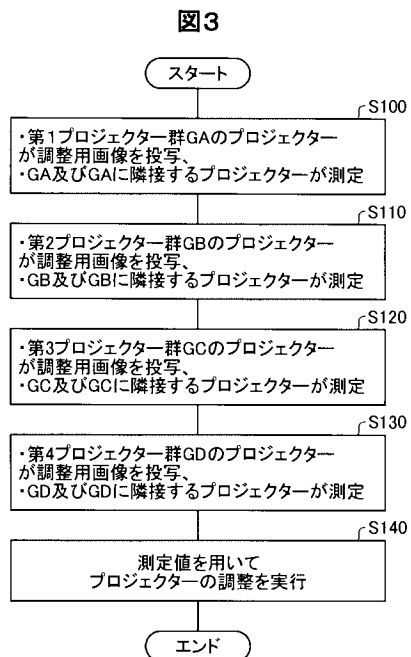 図3
スタート
S100
・第1プロジェクター群GAのプロジェクター
が調整用画像を投写、
・GA及びGAに隣接するプロジェクターが測定
S110
・第2プロジェクター群GBのプロジェクター
が調整用画像を投写、
・GB及びGBに隣接するプロジェクターが測定
S120
・第3プロジェクター群GCのプロジェクター
が調整用画像を投写、
・GC及びGCに隣接するプロジェクターが測定
S130
・第4プロジェクター群GDのプロジェクター
が調整用画像を投写、
・GD及びGDに隣接するプロジェクターが測定
S140
測定値を用いて
プロジェクターの調整を実行
エンド